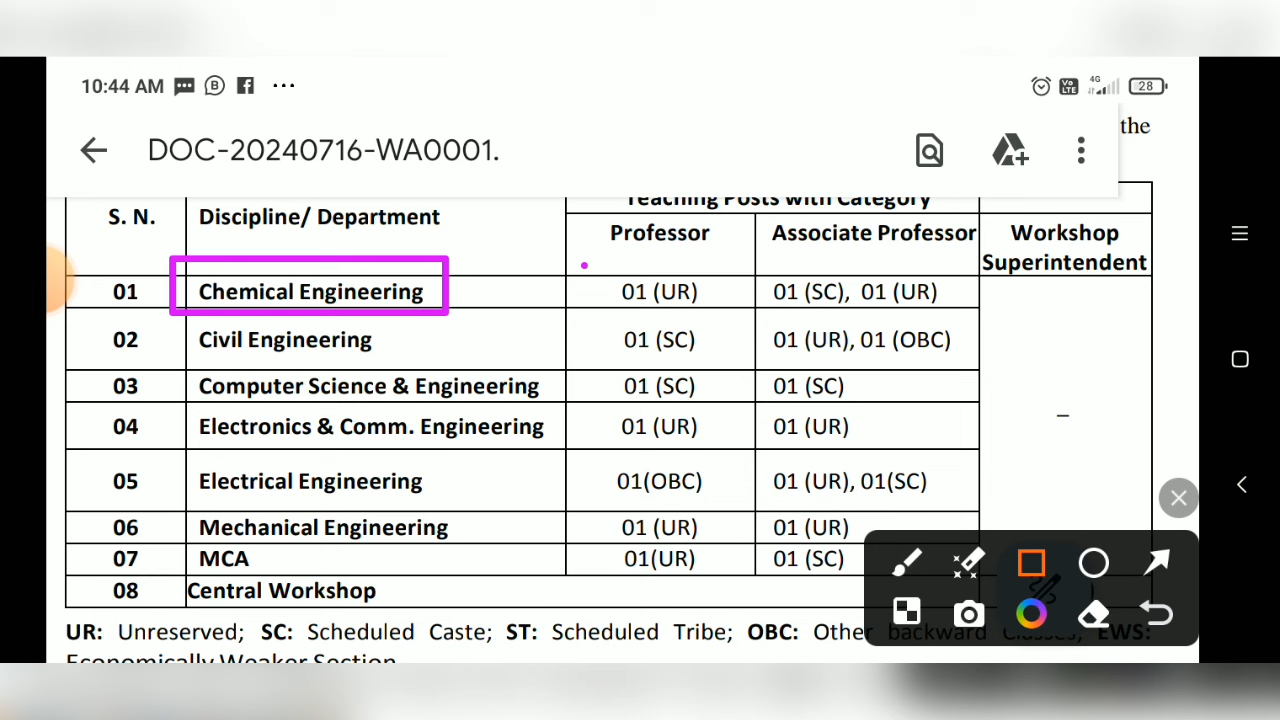 10:44 AM
4G
Vo LTE
28
DOC-20240716-WA0001.
the
Teaching Posts with Category
S. N. Discipline/ Department Professor Associate Professor Workshop Superintendent
01 Chemical Engineering 01 (UR) 01 (SC), 01 (UR)
02 Civil Engineering 01 (SC) 01 (UR), 01 (OBC)
03 Computer Science & Engineering 01 (SC) 01 (SC)
04 Electronics & Comm. Engineering 01 (UR) 01 (UR)
–
05 Electrical Engineering 01(OBC) 01 (UR), 01(SC)
06 Mechanical Engineering 01 (UR) 01 (UR)
07 MCA 01(UR) 01 (SC)
08 Central Workshop
UR: Unreserved; SC: Scheduled Caste; ST: Scheduled Tribe; OBC: Other backward Classes; EWS:
Economically Weaker Section